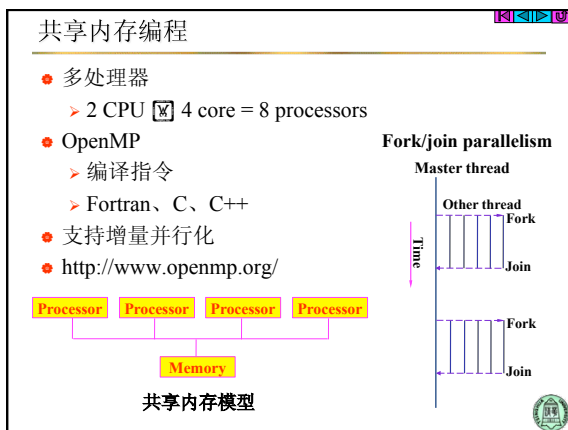 共享内存编程
多处理器
2 CPU 4 core = 8 processors
OpenMP
编译指令
Fortran、C、C++
支持增量并行化
http://www.openmp.org/
Processor Processor Processor Processor
Memory
共享内存模型
Fork/join parallelism
Master thread
Other thread
Fork
Time
Join
Fork
Join